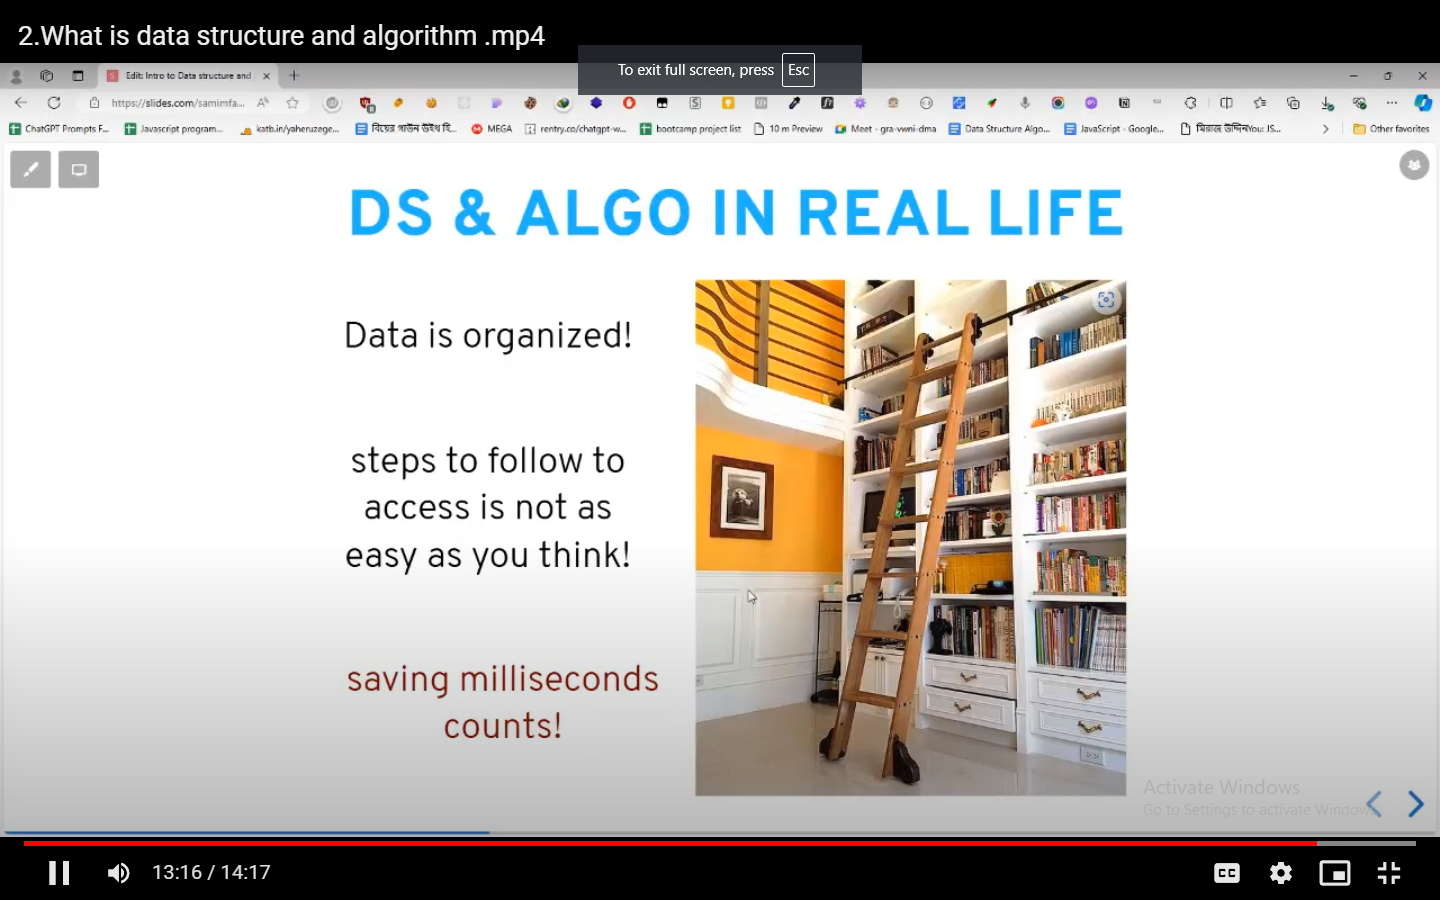 2.What is data structure and algorithm .mp4
To exit full screen, press Esc
Edit: Intro to Data structure and
https://slides.com/samimfa...
ChatGPT Prompts F...
Javascript program...
katb.in/yaheruzege...
বিয়ের গাউন উইথ হি...
MEGA
rentry.co/chatgpt-w...
bootcamp project list
10 m Preview
Meet - gra-vwni-dma
Data Structure Algo...
JavaScript - Google...
Other favorites
DS & ALGO IN REAL LIFE
Data is organized!
steps to follow to
access is not as
easy as you think!
saving milliseconds
counts!
Activate Windows
Go to Settings to activate Windows.
13:16 / 14:17
CC